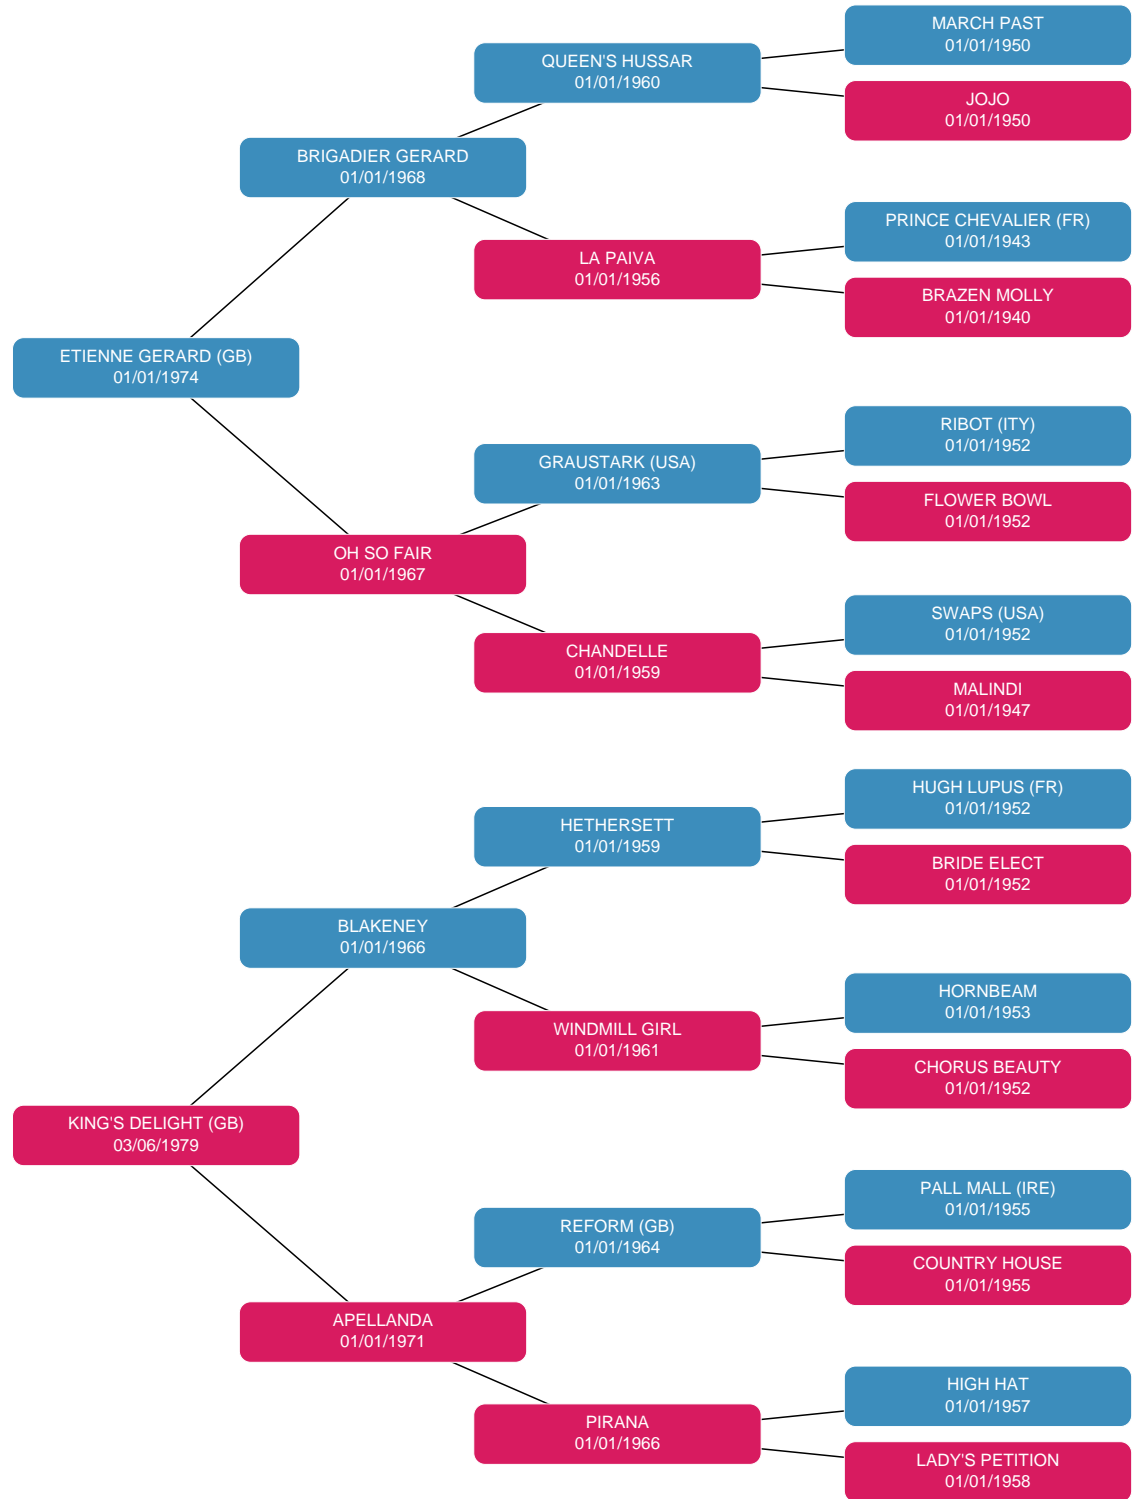 MARCH PAST
01/01/1950
QUEEN'S HUSSAR
01/01/1960
JOJO
01/01/1950
BRIGADIER GERARD
01/01/1968
PRINCE CHEVALIER (FR)
01/01/1943
LA PAIVA
01/01/1956
BRAZEN MOLLY
01/01/1940
ETIENNE GERARD (GB)
01/01/1974
RIBOT (ITY)
01/01/1952
GRAUSTARK (USA)
01/01/1963
FLOWER BOWL
01/01/1952
OH SO FAIR
01/01/1967
SWAPS (USA)
01/01/1952
CHANDELLE
01/01/1959
MALINDI
01/01/1947
HUGH LUPUS (FR)
01/01/1952
HETHERSETT
01/01/1959
BRIDE ELECT
01/01/1952
BLAKENEY
01/01/1966
HORNBEAM
01/01/1953
WINDMILL GIRL
01/01/1961
CHORUS BEAUTY
01/01/1952
KING'S DELIGHT (GB)
03/06/1979
PALL MALL (IRE)
01/01/1955
REFORM (GB)
01/01/1964
COUNTRY HOUSE
01/01/1955
APELLANDA
01/01/1971
HIGH HAT
01/01/1957
PIRANA
01/01/1966
LADY'S PETITION
01/01/1958